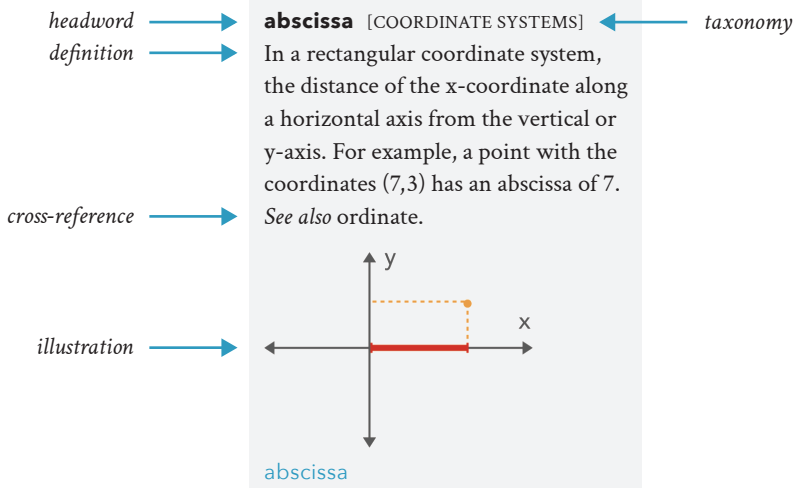 headword
abscissa [COORDINATE SYSTEMS]
taxonomy
definition
In a rectangular coordinate system,
the distance of the x-coordinate along
a horizontal axis from the vertical or
y-axis. For example, a point with the
coordinates (7,3) has an abscissa of 7.
cross-reference
See also ordinate.
y
x
illustration
abscissa